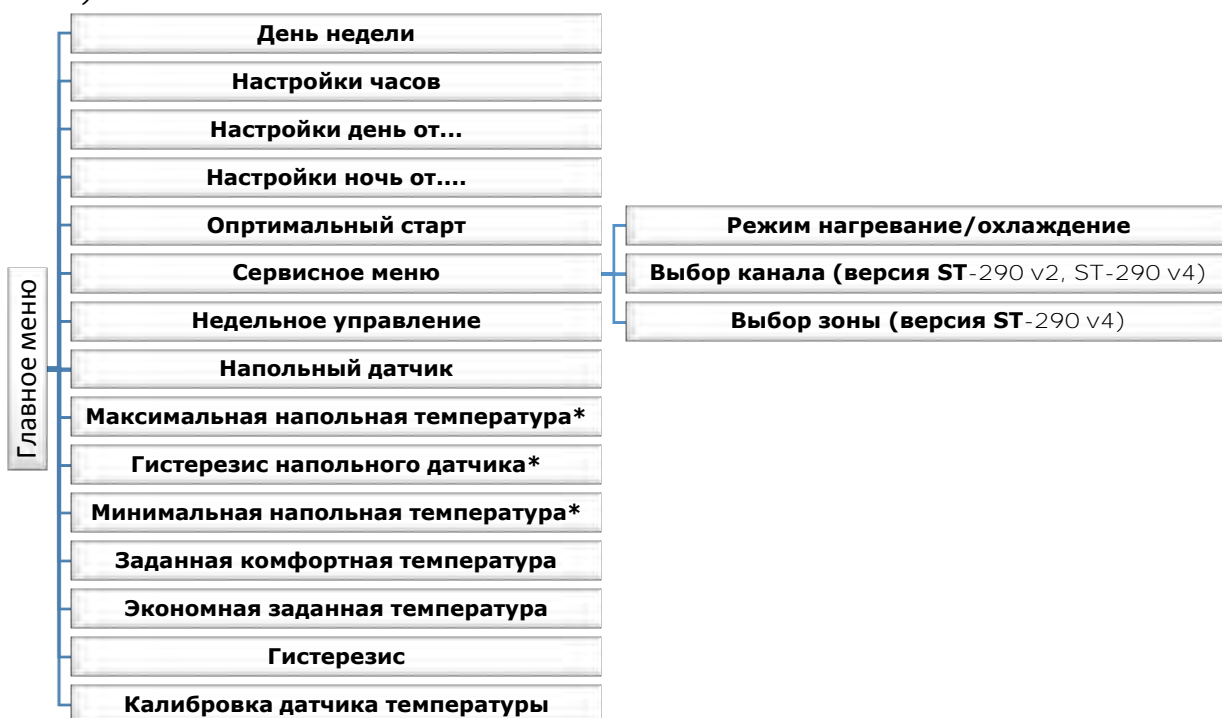 День недели
Настройки часов
Настройки день от...
Настройки ночь от....
Опртимальный старт
Сервисное меню
Недельное управление
Напольный датчик
Максимальная напольная температура*
Гистерезис напольного датчика*
Минимальная напольная температура*
Заданная комфортная температура
Экономная заданная температура
Гистерезис
Калибровка датчика температуры
Главное меню
Режим нагревание/охлаждение
Выбор канала (версия ST-290 v2, ST-290 v4)
Выбор зоны (версия ST-290 v4)